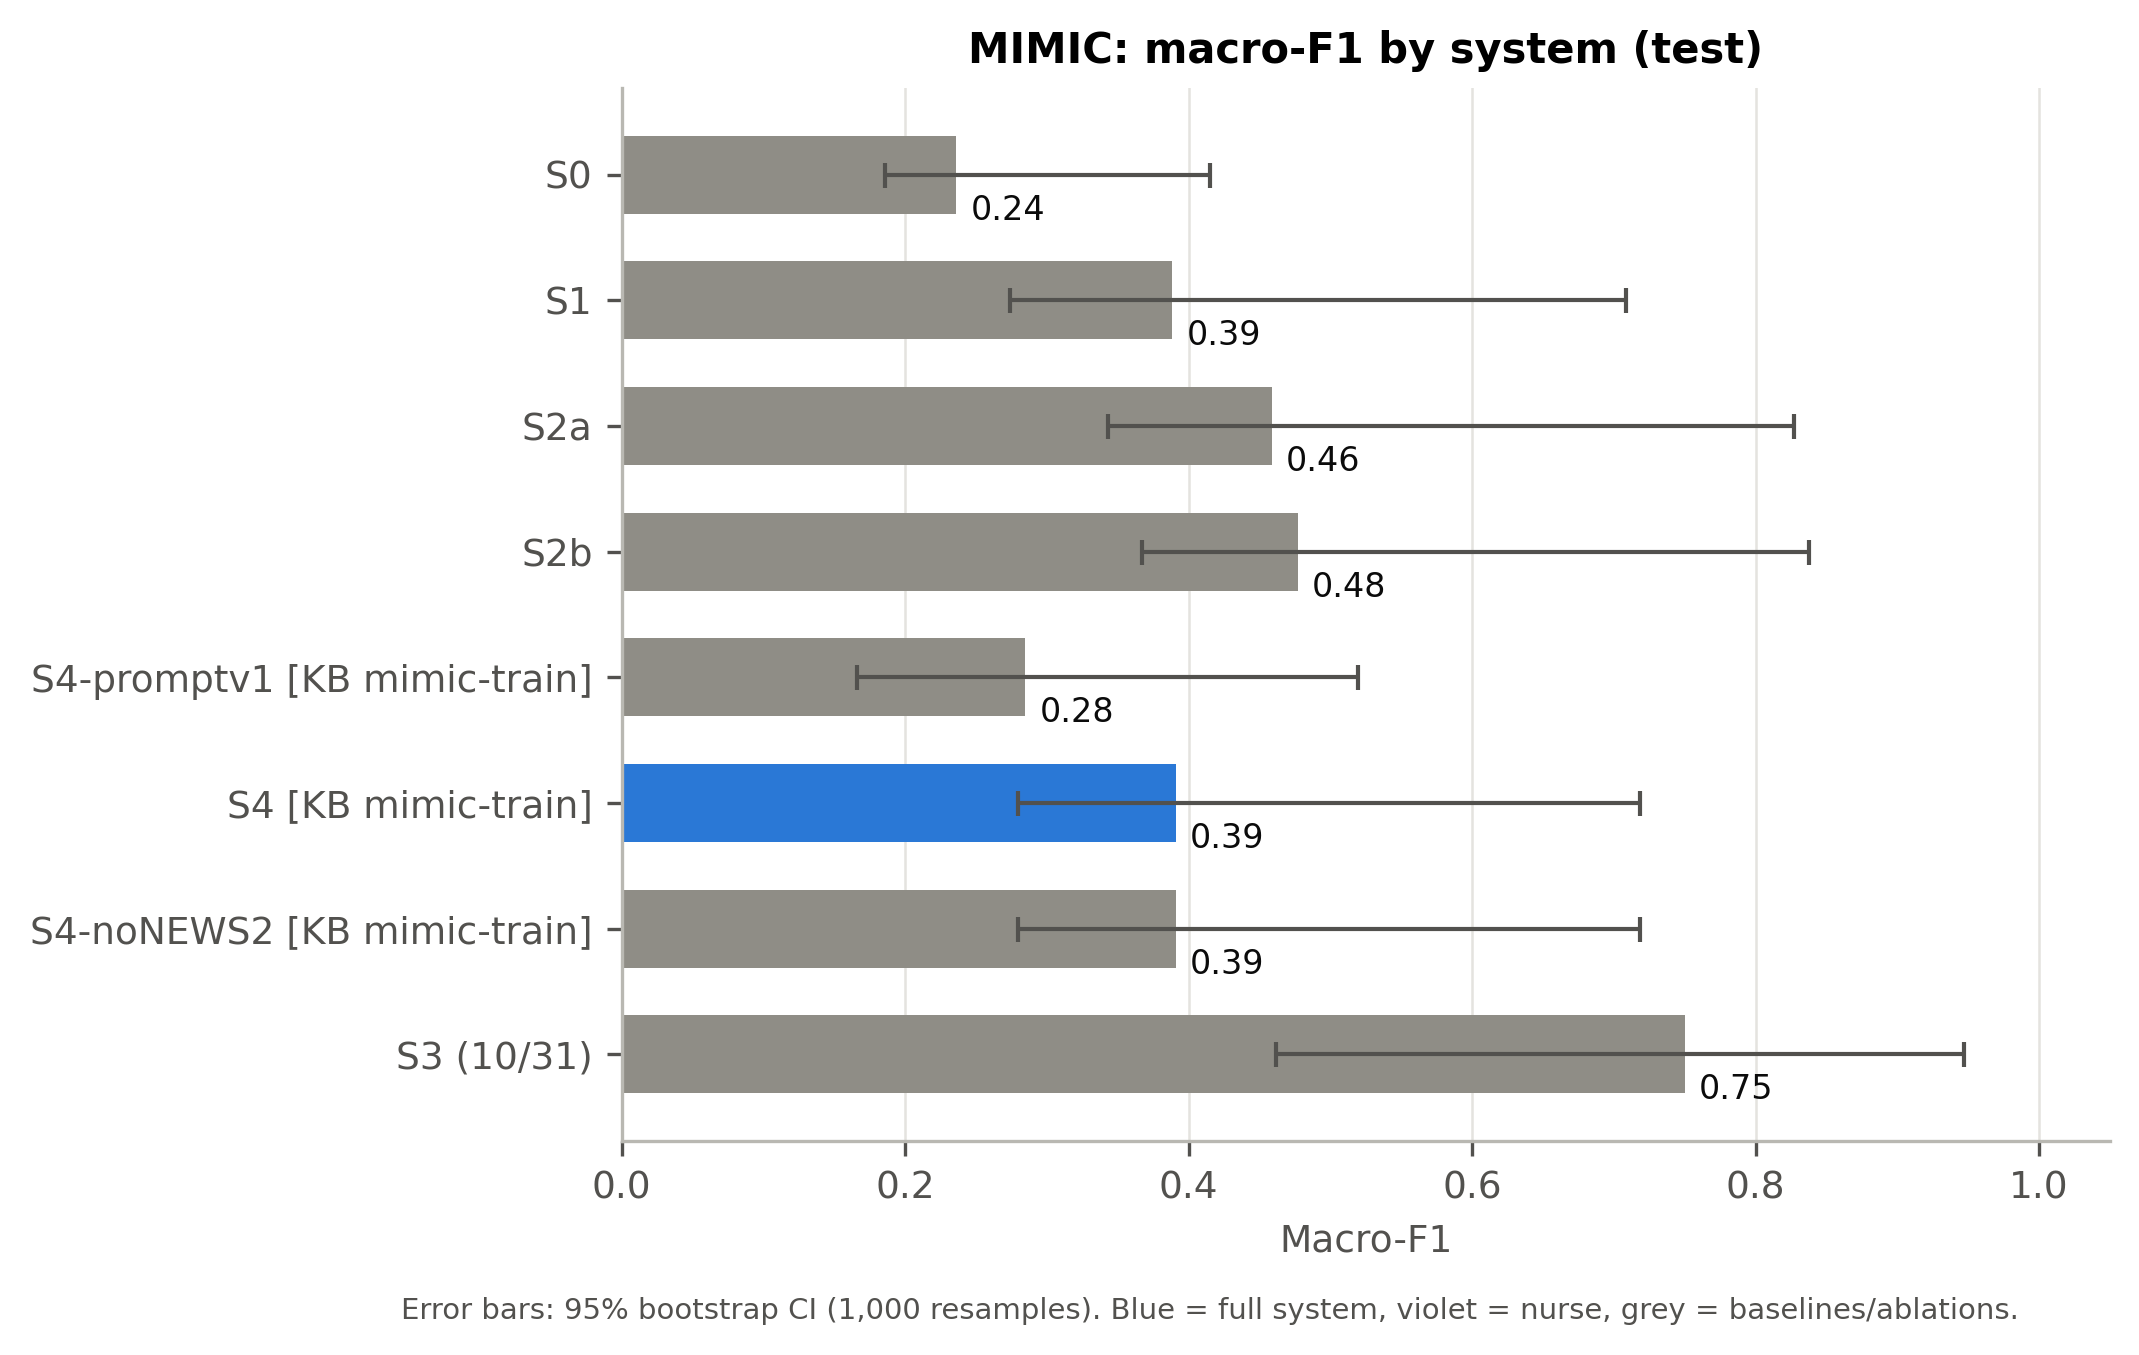 MIMIC: macro-F1 by system (test)
S0
0.24
S1
0.39
S2a
0.46
S2b
0.48
S4-promptv1 [KB mimic-train]
0.28
S4 [KB mimic-train]
0.39
S4-noNEWS2 [KB mimic-train]
0.39
S3 (10/31)
0.75
0.0 0.2 0.4 0.6 0.8 1.0
Macro-F1
Error bars: 95% bootstrap CI (1,000 resamples). Blue = full system, violet = nurse, grey = baselines/ablations.